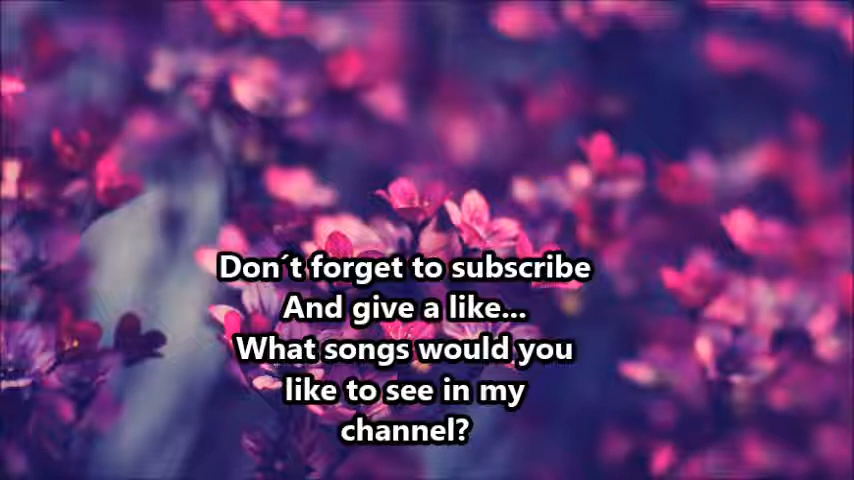 Don´t forget to subscribe
And give a like...
What songs would you
like to see in my
channel?